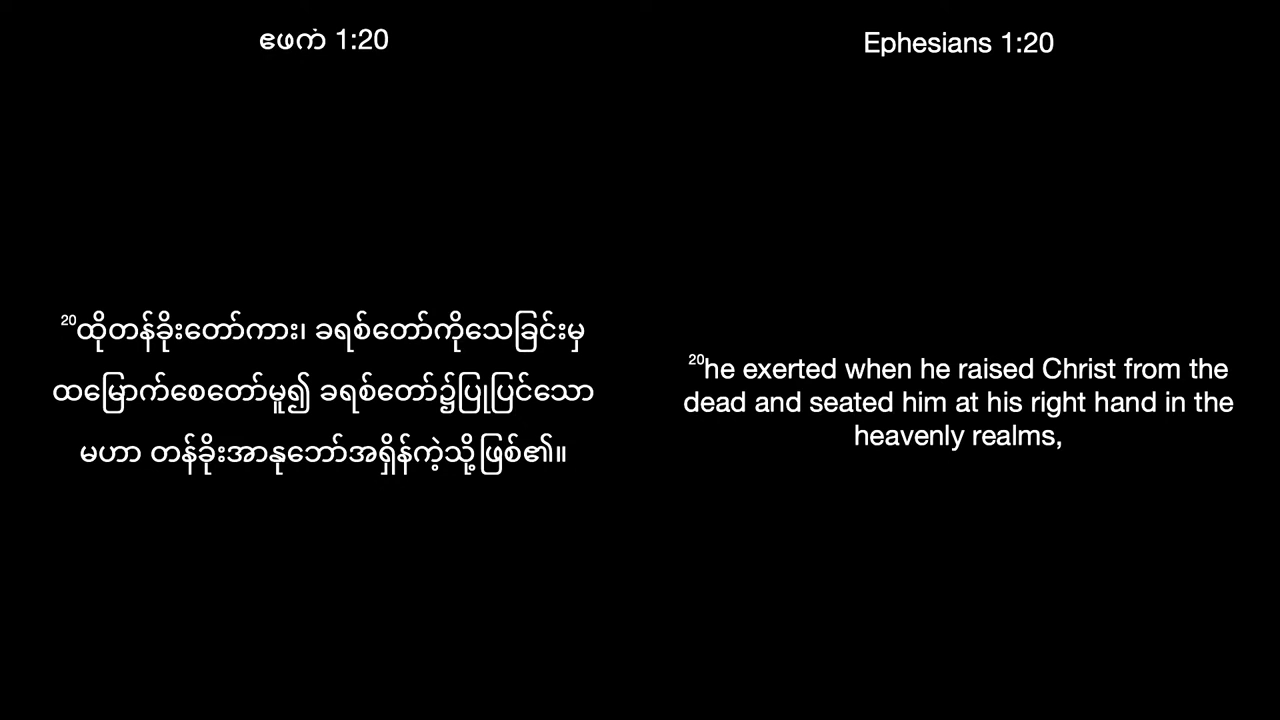 ဧဖက် 1:20
20ထိုတန်ခိုးတော်ကား၊ ခရစ်တော်ကိုသေခြင်းမှ
ထမြောက်စေတော်မူ၍ ခရစ်တော်၌ပြုပြင်သော
မဟာ တန်ခိုးအာနုဘော်အရှိန်ကဲ့သို့ဖြစ်၏။
Ephesians 1:20
20he exerted when he raised Christ from the
dead and seated him at his right hand in the
heavenly realms,